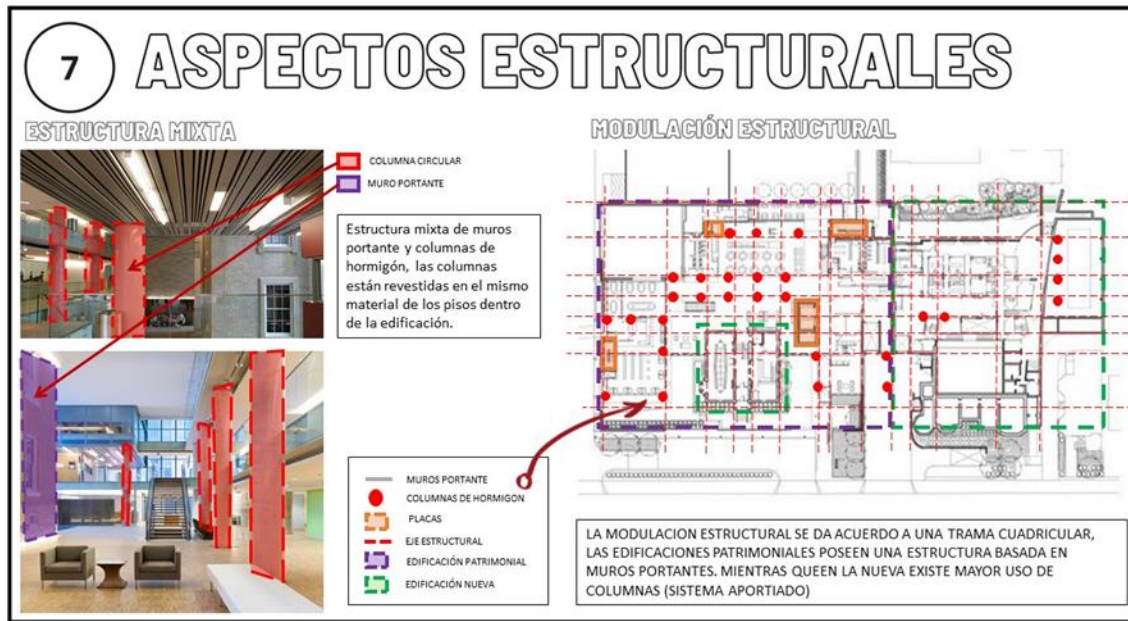 7
ASPECTOS ESTRUCTURALES
ESTRUCTURA MIXTA
COLUMNA CIRCULAR
MURO PORTANTE
Estructura mixta de muros
portante y columnas de
hormigón, las columnas
están revestidas en el mismo
material de los pisos dentro
de la edificación.
MODULACIÓN ESTRUCTURAL
MUROS PORTANTE
COLUMNAS DE HORMIGON
PLACAS
EJE ESTRUCTURAL
EDIFICACIÓN PATRIMONIAL
EDIFICACIÓN NUEVA
LA MODULACION ESTRUCTURAL SE DA ACUERDO A UNA TRAMA CUADRICULAR,
LAS EDIFICACIONES PATRIMONIALES POSEEN UNA ESTRUCTURA BASADA EN
MUROS PORTANTES. MIENTRAS QUEEN LA NUEVA EXISTE MAYOR USO DE
COLUMNAS (SISTEMA APORTIADO)